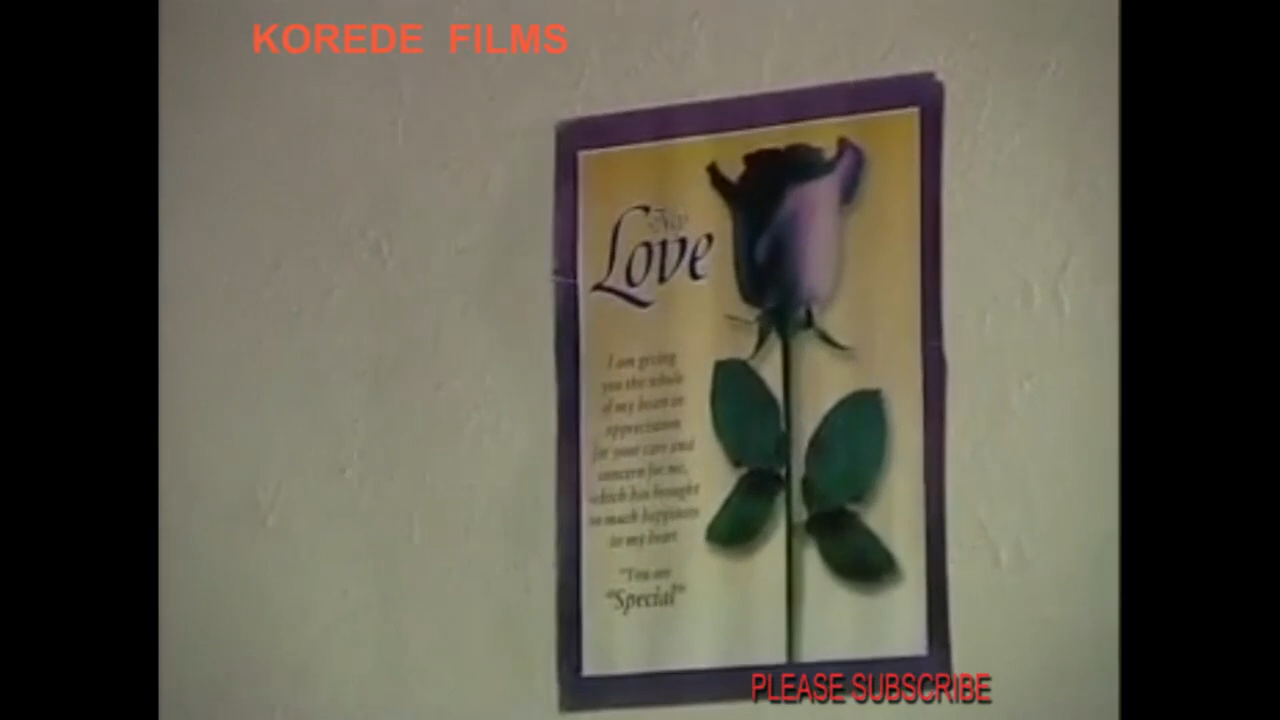 KOREDE FILMS
My
Love
I am giving
you the whole
of my heart in
appreciation
for your care and
concern for me,
which has brought
so much happiness
to my heart
"You are
"Special"
PLEASE SUBSCRIBE